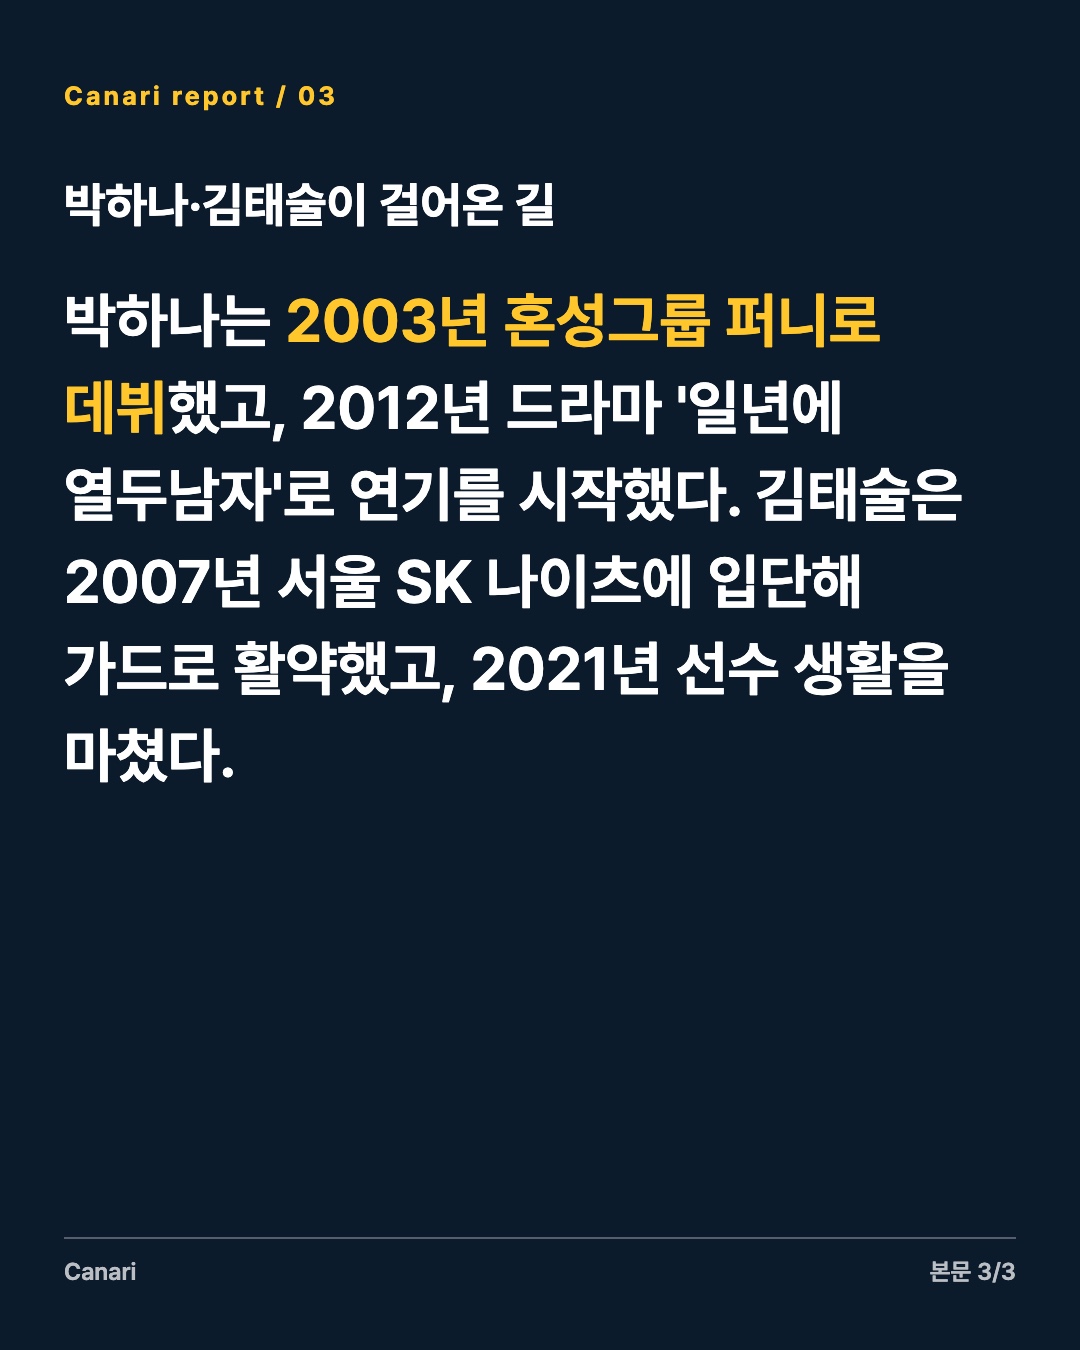 Canari report / 03
박하나·김태술이 걸어온 길
박하나는 2003년 혼성그룹 퍼니로
데뷔했고, 2012년 드라마 '일년에
열두남자'로 연기를 시작했다. 김태술은
2007년 서울 SK 나이츠에 입단해
가드로 활약했고, 2021년 선수 생활을
마쳤다.
Canari
본문 3/3